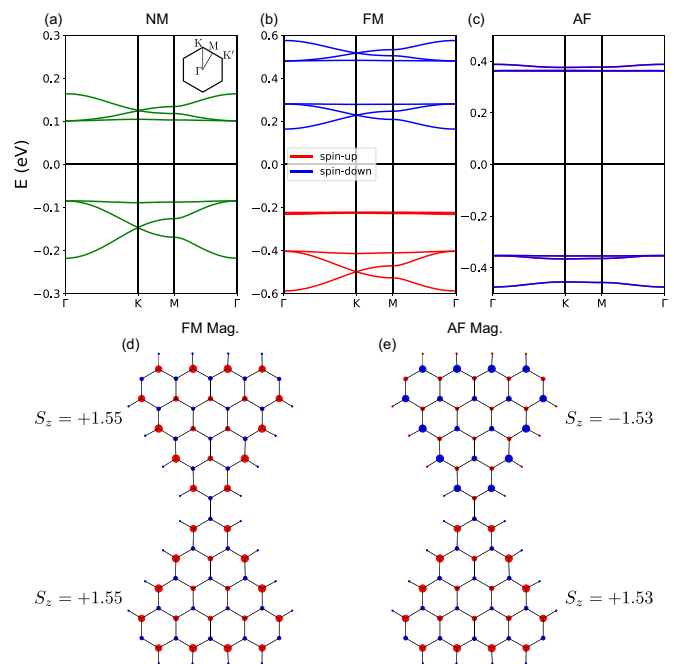 (a) NM (b) FM (c) AF
E (eV)
0.3
0.2
0.1
0.0
−0.1
−0.2
−0.3
Γ K M Γ
K
M
K′
Γ
0.6
0.4
0.2
0.0
−0.2
−0.4
−0.6
Γ K M Γ
spin-up
spin-down
0.4
0.2
0.0
−0.2
−0.4
Γ K M Γ
FM Mag. AF Mag.
(d) (e)
S_z = +1.55 S_z = −1.53
S_z = +1.55 S_z = +1.53